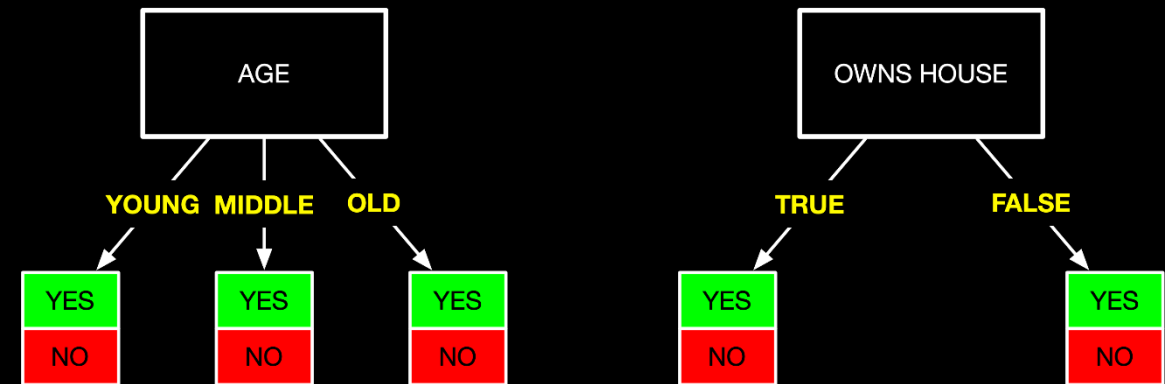 AGE
OWNS HOUSE
YOUNG MIDDLE OLD
TRUE FALSE
YES YES YES YES YES
NO NO NO NO NO